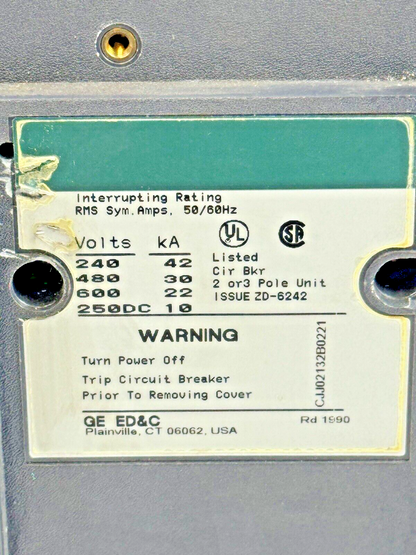 Interrupting Rating
RMS Sym. Amps, 50/60Hz
Volts kA
240 42
480 30
600 22
250DC 10
UL
SA
Listed
Cir Bkr
2 or3 Pole Unit
ISSUE ZD-6242
WARNING
Turn Power Off
Trip Circuit Breaker
Prior To Removing Cover
CJJ02132B0221
GE ED&C
Plainville, CT 06062, USA
Rd 1990